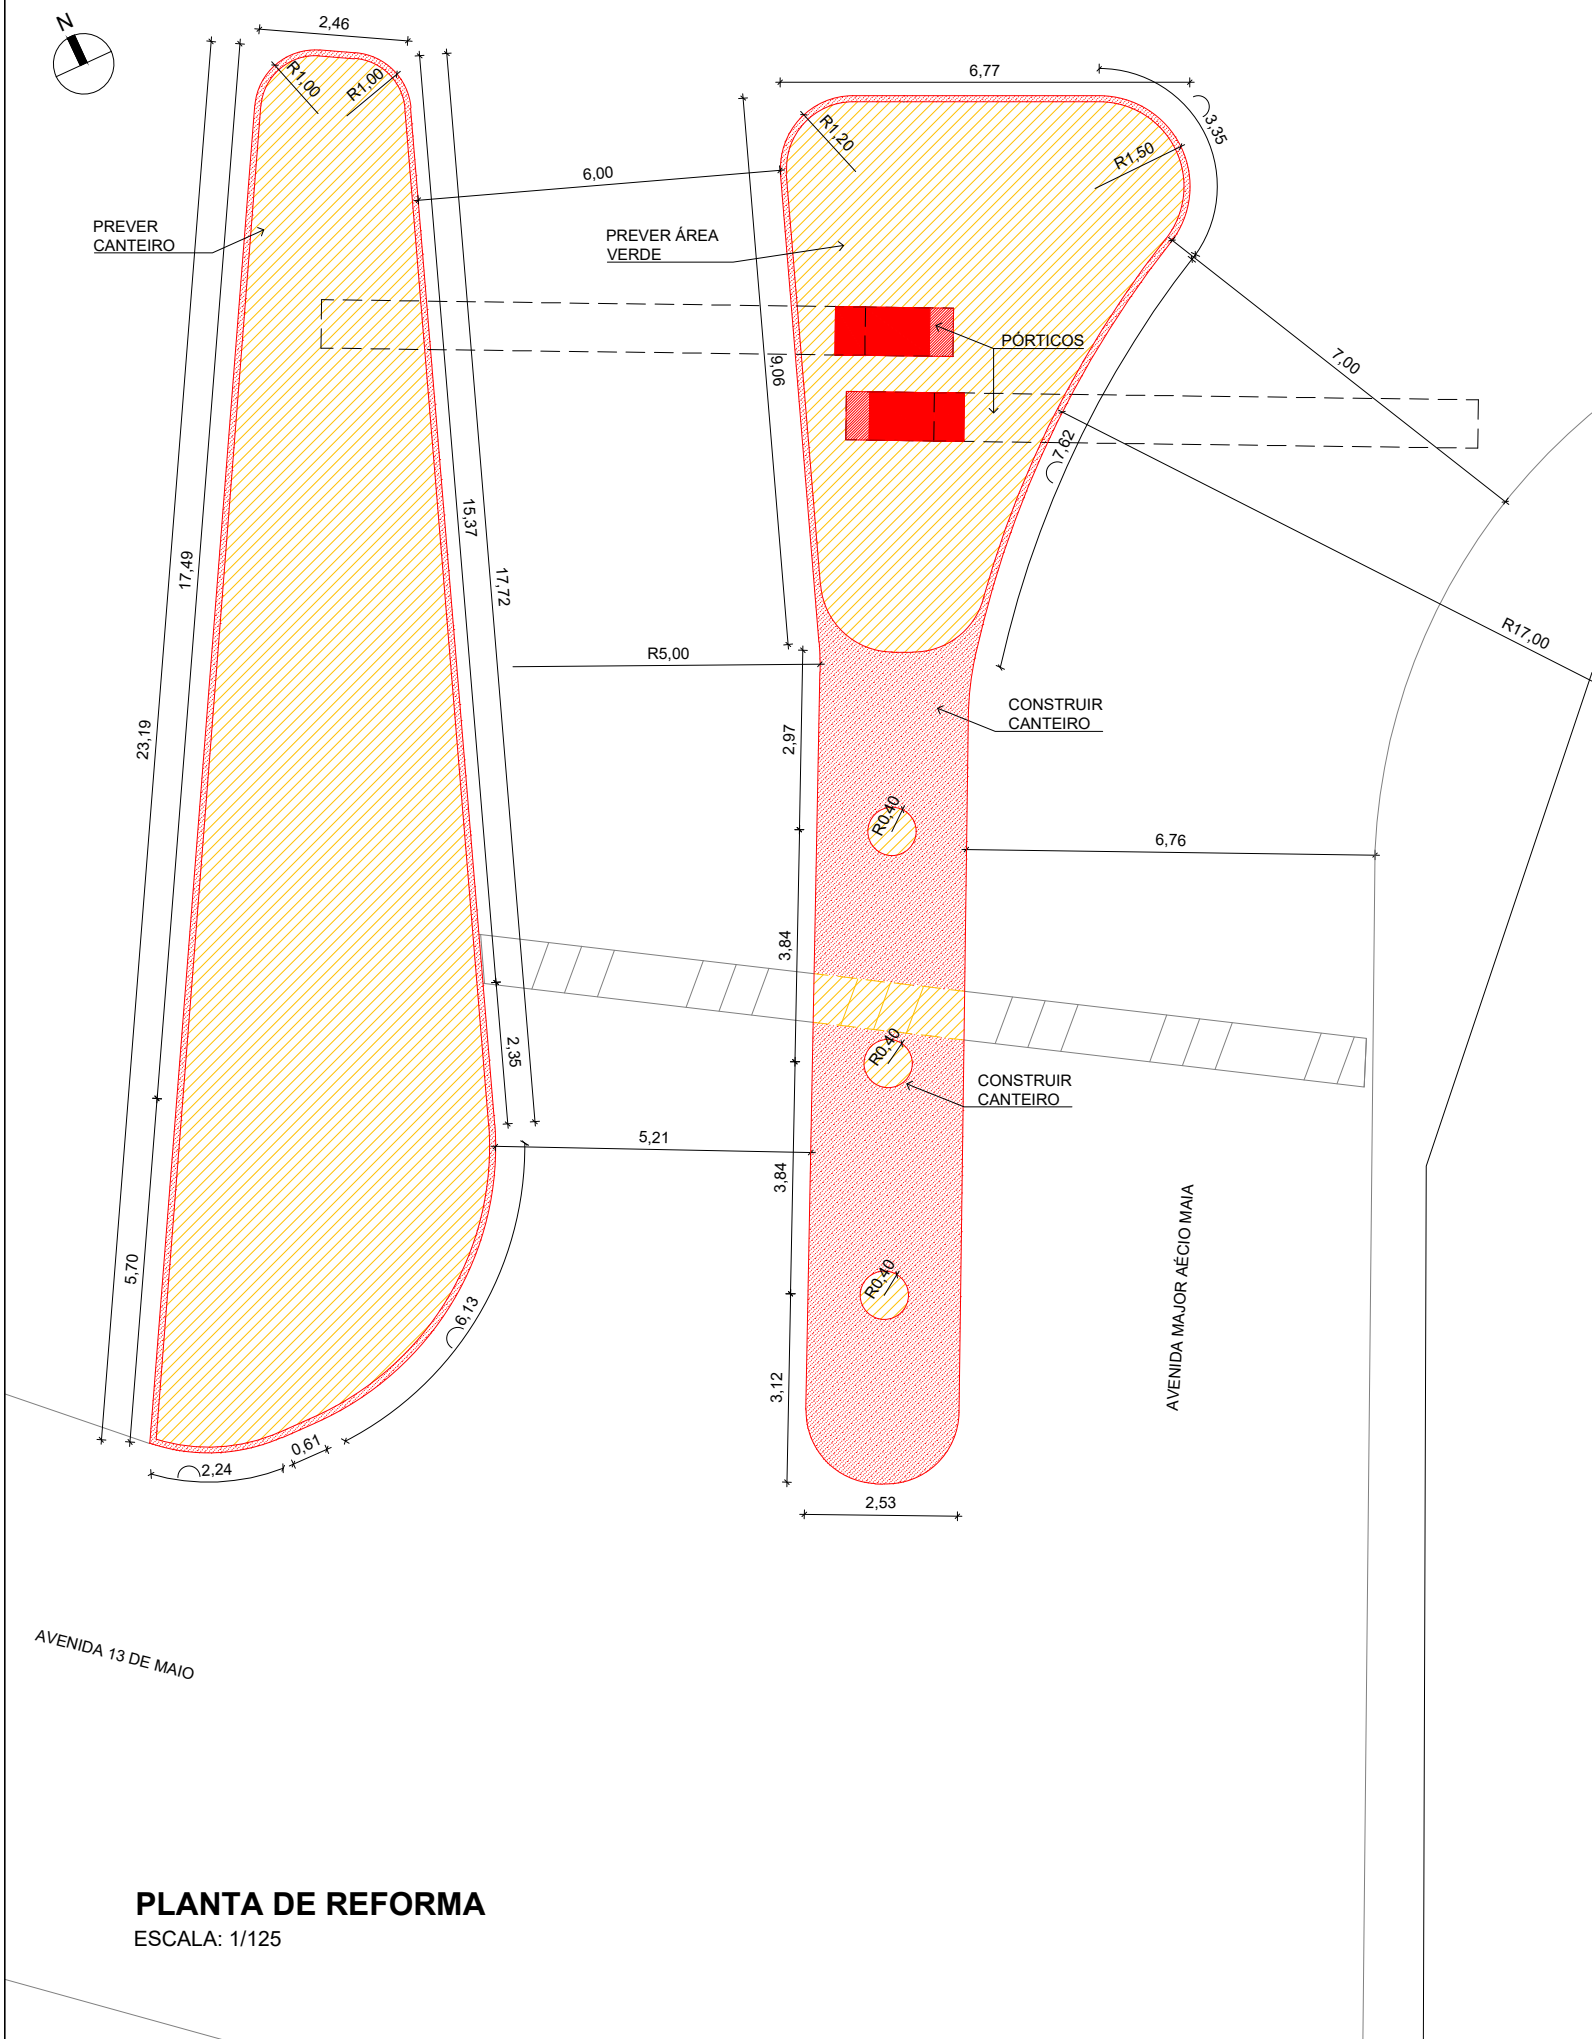 N
2,46
R1,00
R1,00
6,77
3,35
R1,20
R1,50
6,00
PREVER
CANTEIRO
PREVER ÁREA
VERDE
PÓRTICOS
7,00
9,06
7,62
15,37
17,49
17,72
R17,00
R5,00
CONSTRUIR
CANTEIRO
23,19
2,97
R0,40
6,76
3,84
R0,40
2,35
CONSTRUIR
CANTEIRO
5,21
3,84
AVENIDA MAJOR AÉCIO MAIA
5,70
R0,40
6,13
3,12
0,61
2,24
2,53
AVENIDA 13 DE MAIO
PLANTA DE REFORMA
ESCALA: 1/125